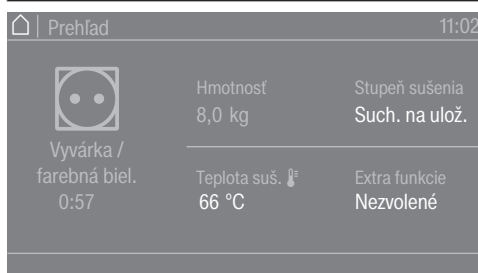 Prehľad 11:02
Hmotnosť
8,0 kg
Stupeň sušenia
Such. na ulož.
Vyvárka /
farebná biel.
0:57
Teplota suš.
66 °C
Extra funkcie
Nezvolené